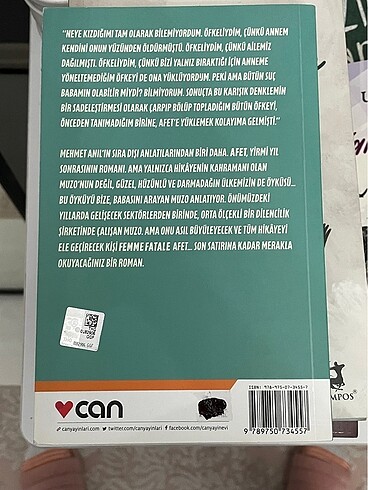 "NEYE KIZDIĞIMI TAM OLARAK BİLEMİYORDUM. ÖFKELİYDİM, ÇÜNKÜ ANNEM
KENDİNİ ONUN YÜZÜNDEN ÖLDÜRMÜŞTÜ. ÖFKELİYDİM, ÇÜNKÜ AİLEMİZ
DAĞILMIŞTI. ÖFKELİYDİM, ÇÜNKÜ BİZİ YALNIZ BIRAKTIĞI İÇİN ANNEME
YÖNELTEMEDİĞİM ÖFKEYİ DE ONA YÜKLÜYORDUM. PEKİ AMA BÜTÜN SUÇ
BABAMIN OLABİLİR MİYDİ? BİLMİYORUM. SONUÇTA BU KARIŞIK DENKLEMİN
BİR SADELEŞTİRMESİ OLARAK ÇARPIP BÖLÜP TOPLADIĞIM BÜTÜN ÖFKEYİ,
ÖNCEDEN TANIMADIĞIM BİRİNE, AFET'E YÜKLEMEK KOLAYIMA GELMİŞTİ."
MEHMET ANIL'IN SIRA DIŞI ANLATILARINDAN BİRİ DAHA. AFET, YİRMİ YIL
SONRASININ ROMANI. AMA YALNIZCA HİKÂYENİN KAHRAMANI OLAN
MUZO'NUN DEĞİL, GÜZEL, HÜZÜNLÜ VE DARMADAĞIN ÜLKEMİZİN DE ÖYKÜSÜ...
BU ÖYKÜYÜ BİZE, BABASINI ARAYAN MUZO ANLATIYOR. ÖNÜMÜZDEKİ
YILLARDA GELİŞECEK SEKTÖRLERDEN BİRİNDE, ORTA ÖLÇEKLİ BİR DİLENCİLİK
ŞİRKETİNDE ÇALIŞAN MUZO. AMA ONU ASIL BÜYÜLEYECEK VE TÜM HİKÂYEYİ
ELE GEÇİRECEK KİŞİ FEMME FATALE AFET... SON SATIRINA KADAR MERAKLA
OKUYACAĞINIZ BİR ROMAN.
can
canyayinlari.com twitter.com/canyayinlari facebook.com/canyayinevi
ISBN: 978-975-07-3455-7
9 789750 734557
MPOS